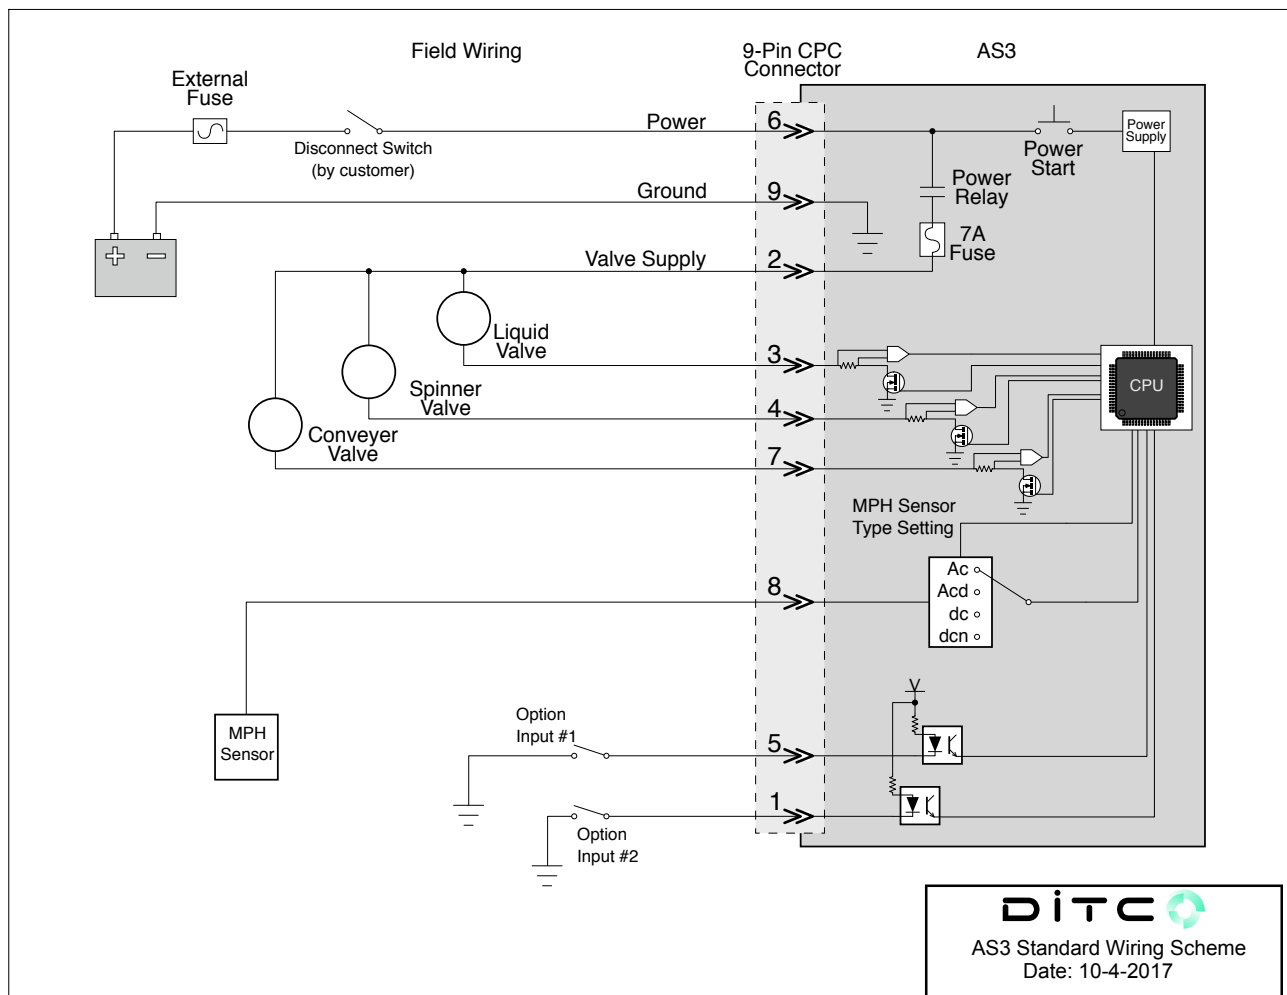 Field Wiring
9-Pin CPC
Connector
AS3
External
Fuse
Disconnect Switch
(by customer)
Power
6
Power
Start
Power
Supply
Ground
9
Power
Relay
7A
Fuse
+ −
Valve Supply
2
Liquid
Valve
3
Spinner
Valve
4
Conveyer
Valve
7
CPU
MPH Sensor
Type Setting
Ac
Acd
dc
dcn
8
MPH
Sensor
V
Option
Input #1
5
1
Option
Input #2
DiTCO
AS3 Standard Wiring Scheme
Date: 10-4-2017